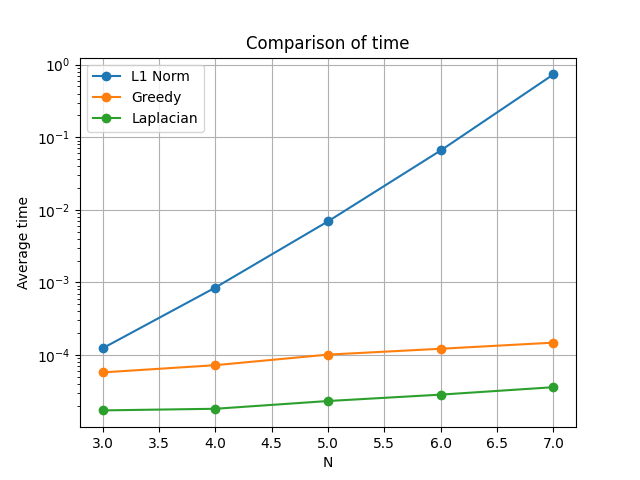 Comparison of time
L1 Norm
Greedy
Laplacian
Average time
10⁰
10⁻¹
10⁻²
10⁻³
10⁻⁴
3.0 3.5 4.0 4.5 5.0 5.5 6.0 6.5 7.0
N